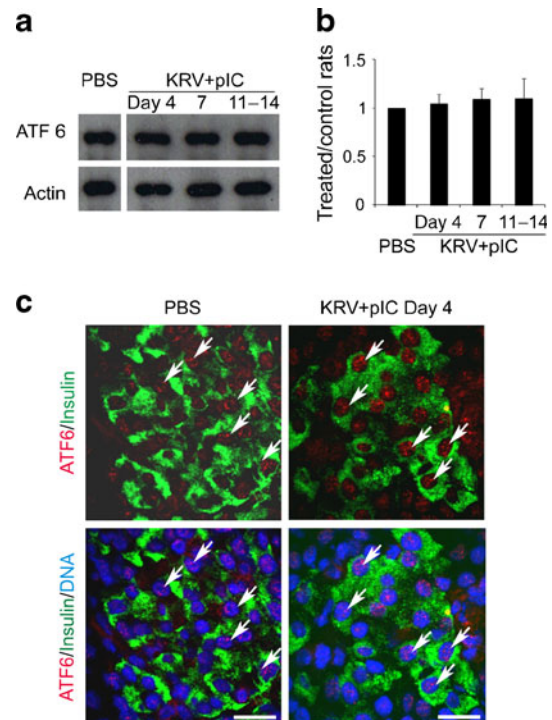 a
PBS
KRV+pIC
Day 4
7
11–14
ATF 6
Actin
b
Treated/control rats
1.5
1
0.5
0
PBS
Day 4
7
11–14
KRV+pIC
c
PBS
KRV+pIC Day 4
ATF6/Insulin
ATF6/Insulin/DNA